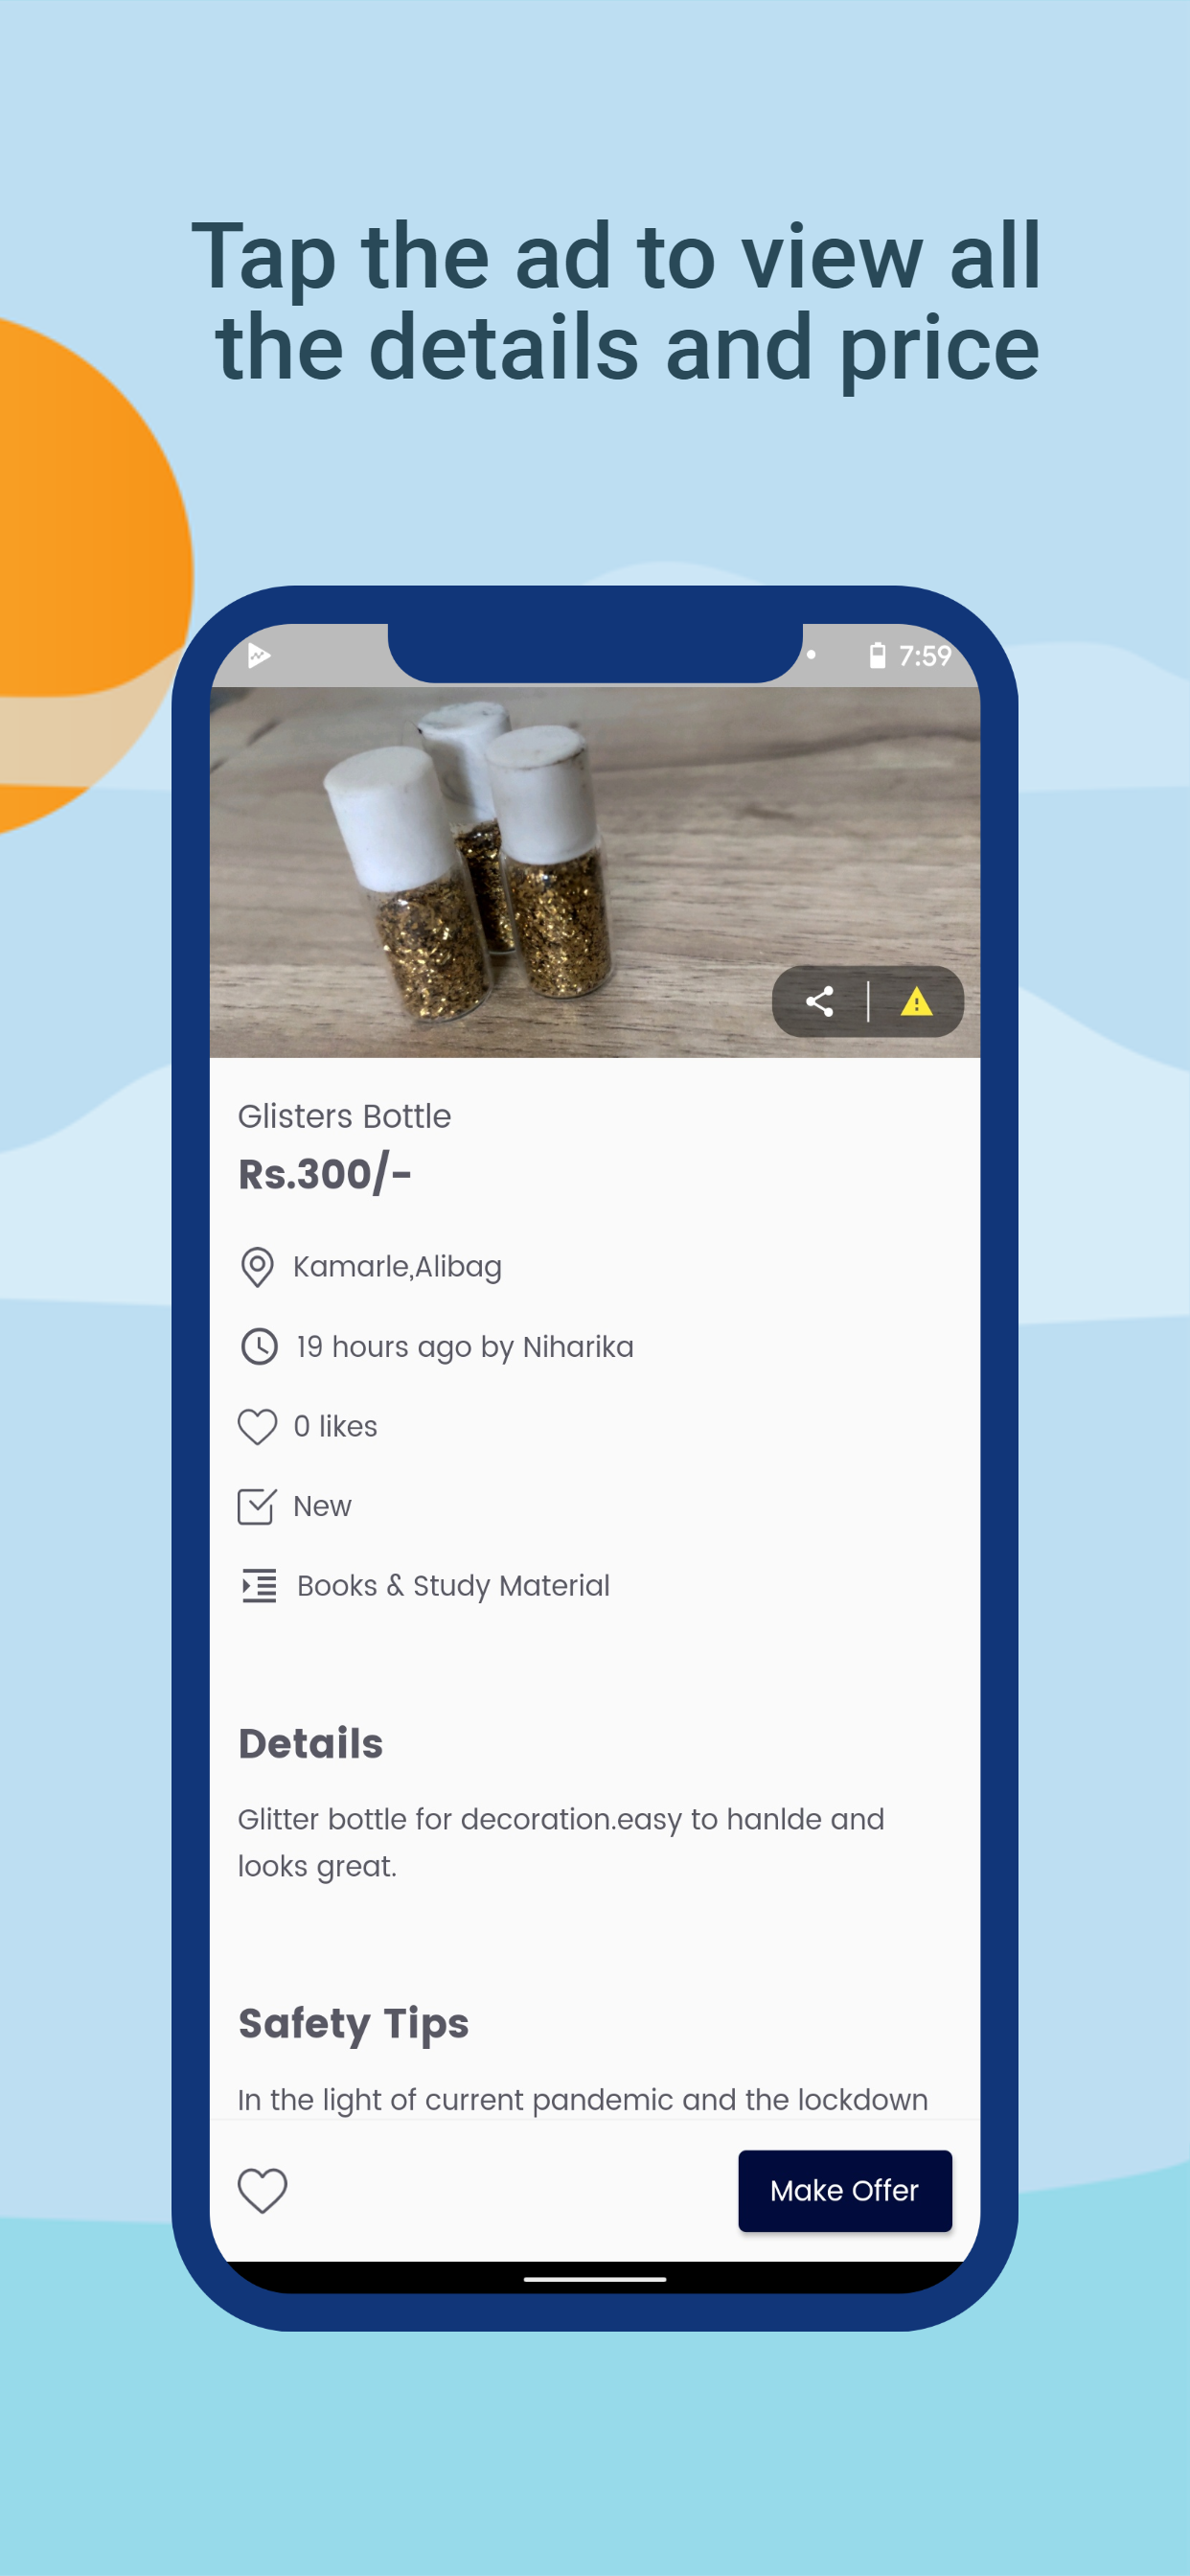 Tap the ad to view all
the details and price
7:59
Glisters Bottle
Rs.300/-
Kamarle,Alibag
19 hours ago by Niharika
0 likes
New
Books & Study Material
Details
Glitter bottle for decoration.easy to hanlde and
looks great.
Safety Tips
In the light of current pandemic and the lockdown
Make Offer